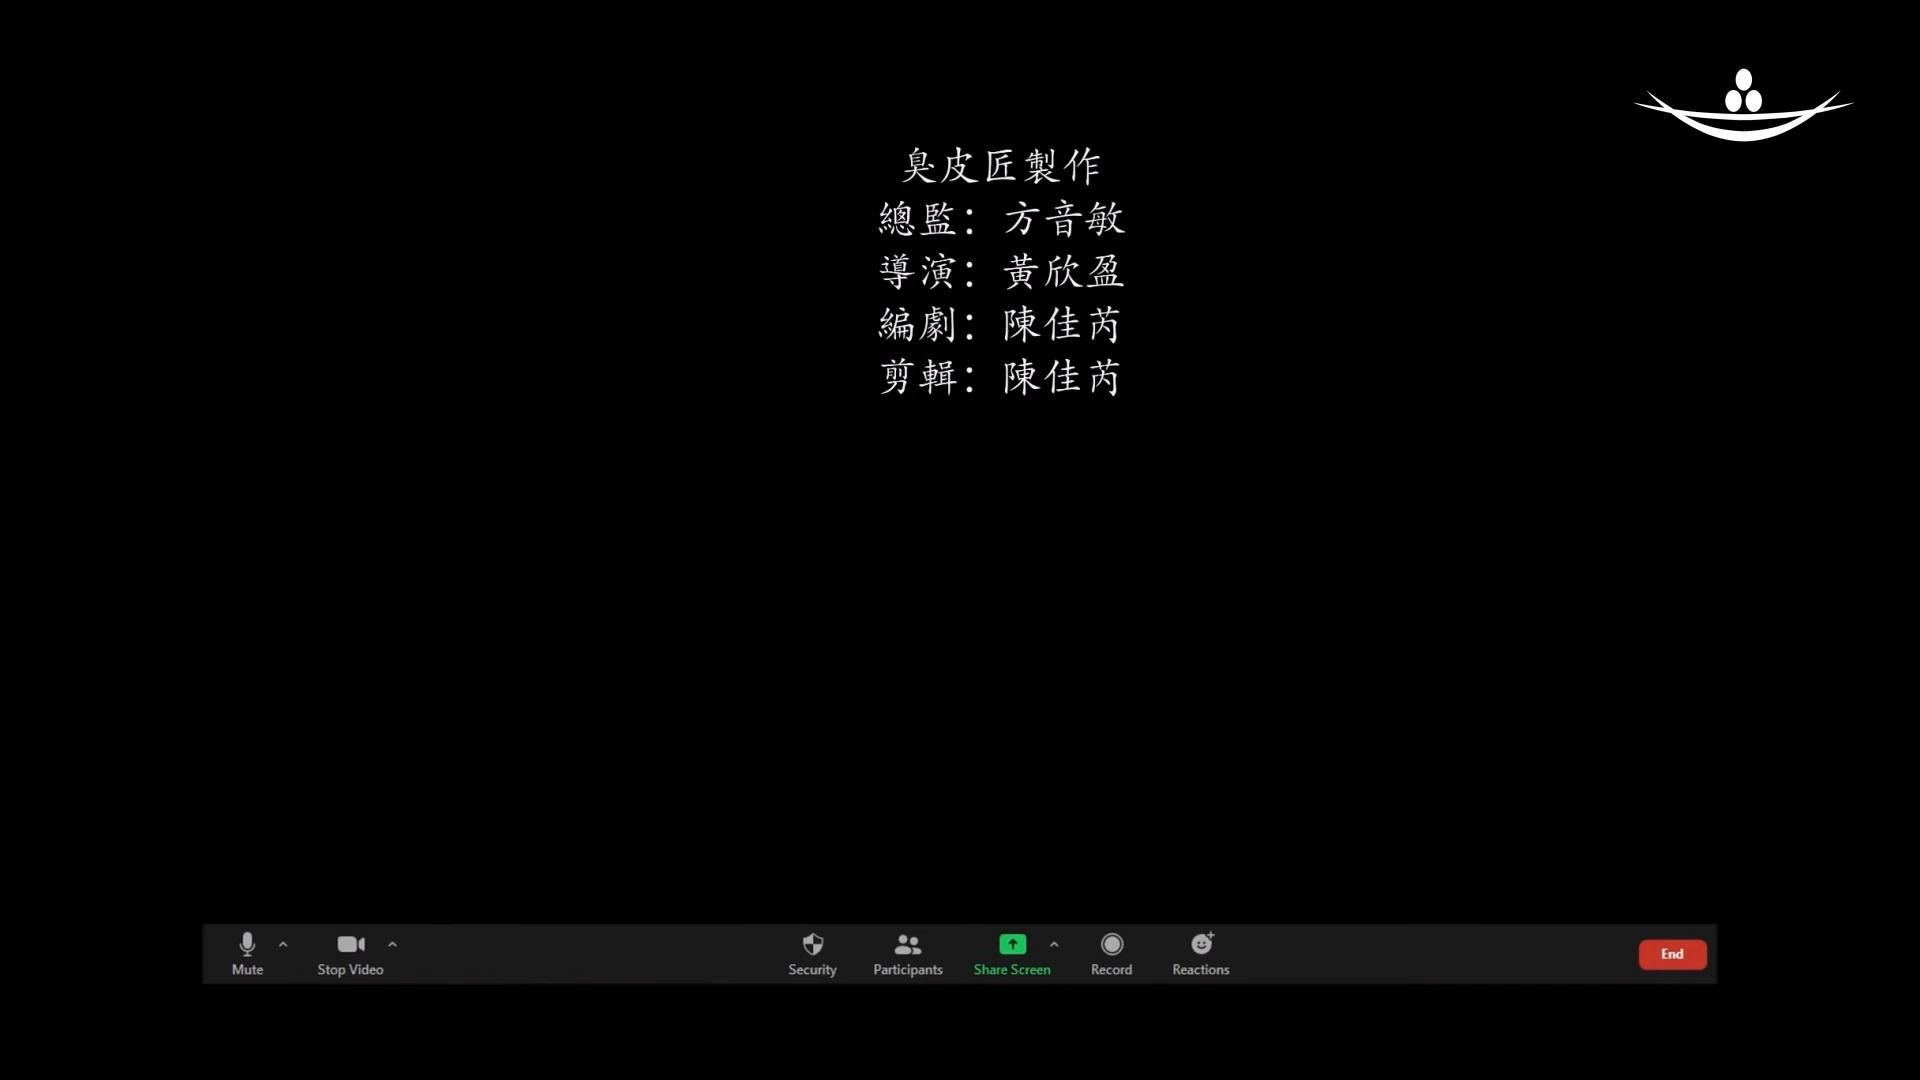 臭皮匠製作
總監：方音敏
導演：黃欣盈
編劇：陳佳芮
剪輯：陳佳芮
Mute
Stop Video
Security
Participants
Share Screen
Record
Reactions
End